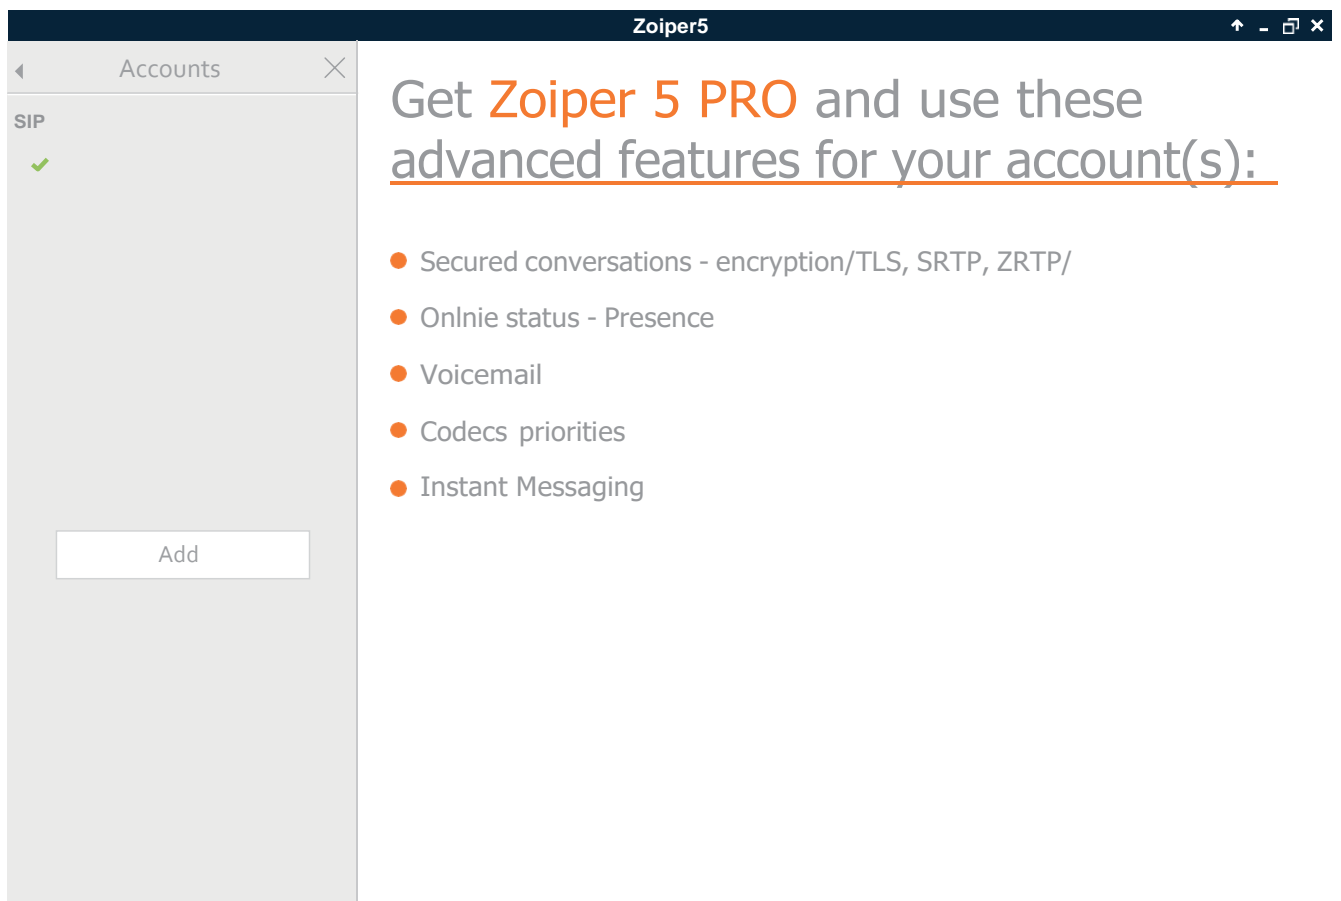 Zoiper5
Accounts
SIP
Add
Get Zoiper 5 PRO and use these
advanced features for your account(s):
Secured conversations - encryption/TLS, SRTP, ZRTP/
Onlnie status - Presence
Voicemail
Codecs priorities
Instant Messaging